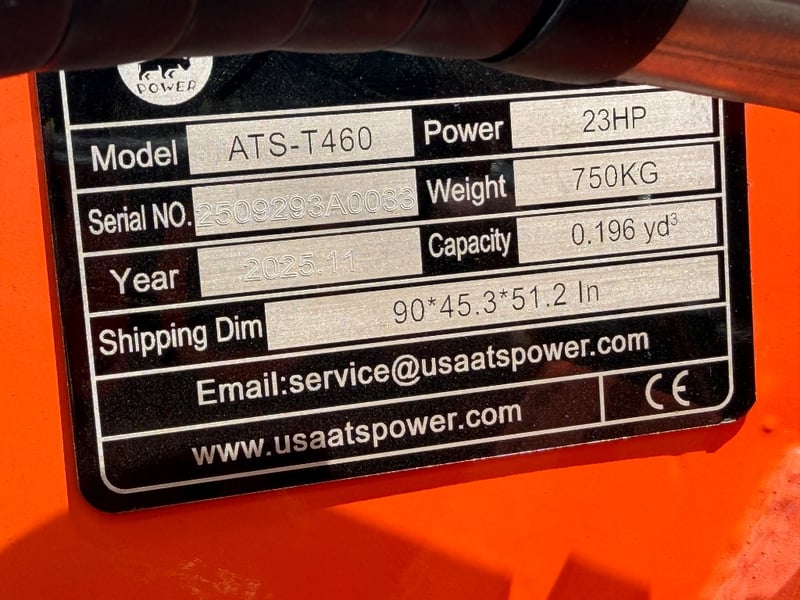 POWER
Model ATS-T460 Power 23HP
Serial NO. 2509293A0033 Weight 750KG
Year 2025.11 Capacity 0.196 yd³
Shipping Dim 90*45.3*51.2 In
Email:service@usaatspower.com
www.usaatspower.com CE